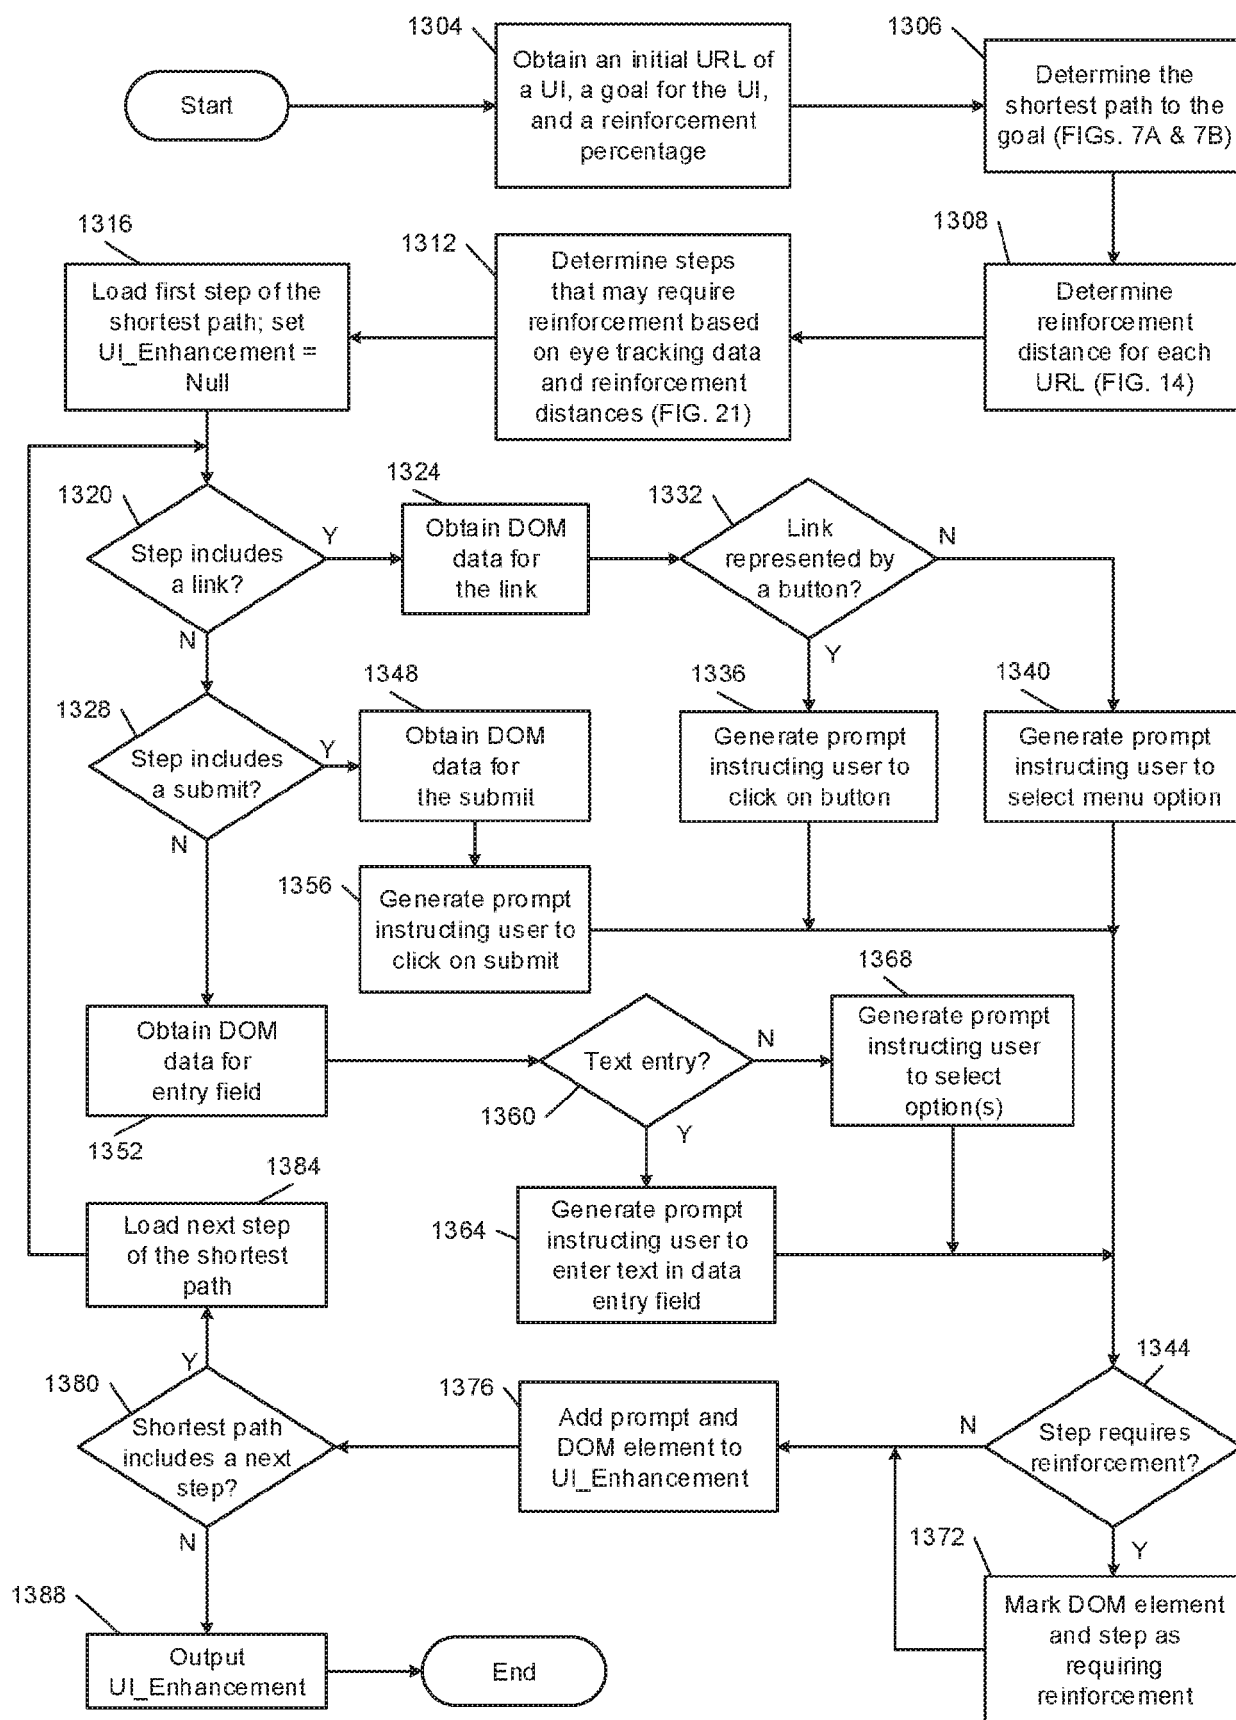 1304
1306
Start
Obtain an initial URL of
a UI, a goal for the UI,
and a reinforcement
percentage
Determine the
shortest path to the
goal (FIGs. 7A & 7B)
1316
1312
1308
Load first step of the
shortest path; set
UI_Enhancement =
Null
Determine steps
that may require
reinforcement based
on eye tracking data
and reinforcement
distances (FIG. 21)
Determine
reinforcement
distance for each
URL (FIG. 14)
1320
Step includes
a link?
Y
N
1324
Obtain DOM
data for
the link
1332
Link
represented by
a button?
N
Y
1328
Step includes
a submit?
Y
N
1348
Obtain DOM
data for
the submit
1336
Generate prompt
instructing user to
click on button
1340
Generate prompt
instructing user to
select menu option
1356
Generate prompt
instructing user to
click on submit
Obtain DOM
data for
entry field
1352
Text entry?
1360
N
Y
1368
Generate prompt
instructing user
to select
option(s)
1384
Load next step
of the shortest
path
1364
Generate prompt
instructing user to
enter text in data
entry field
1380
Y
Shortest path
includes a next
step?
N
1376
Add prompt and
DOM element to
UI_Enhancement
1344
N
Step requires
reinforcement?
Y
1372
Mark DOM element
and step as
requiring
reinforcement
1388
Output
UI_Enhancement
End